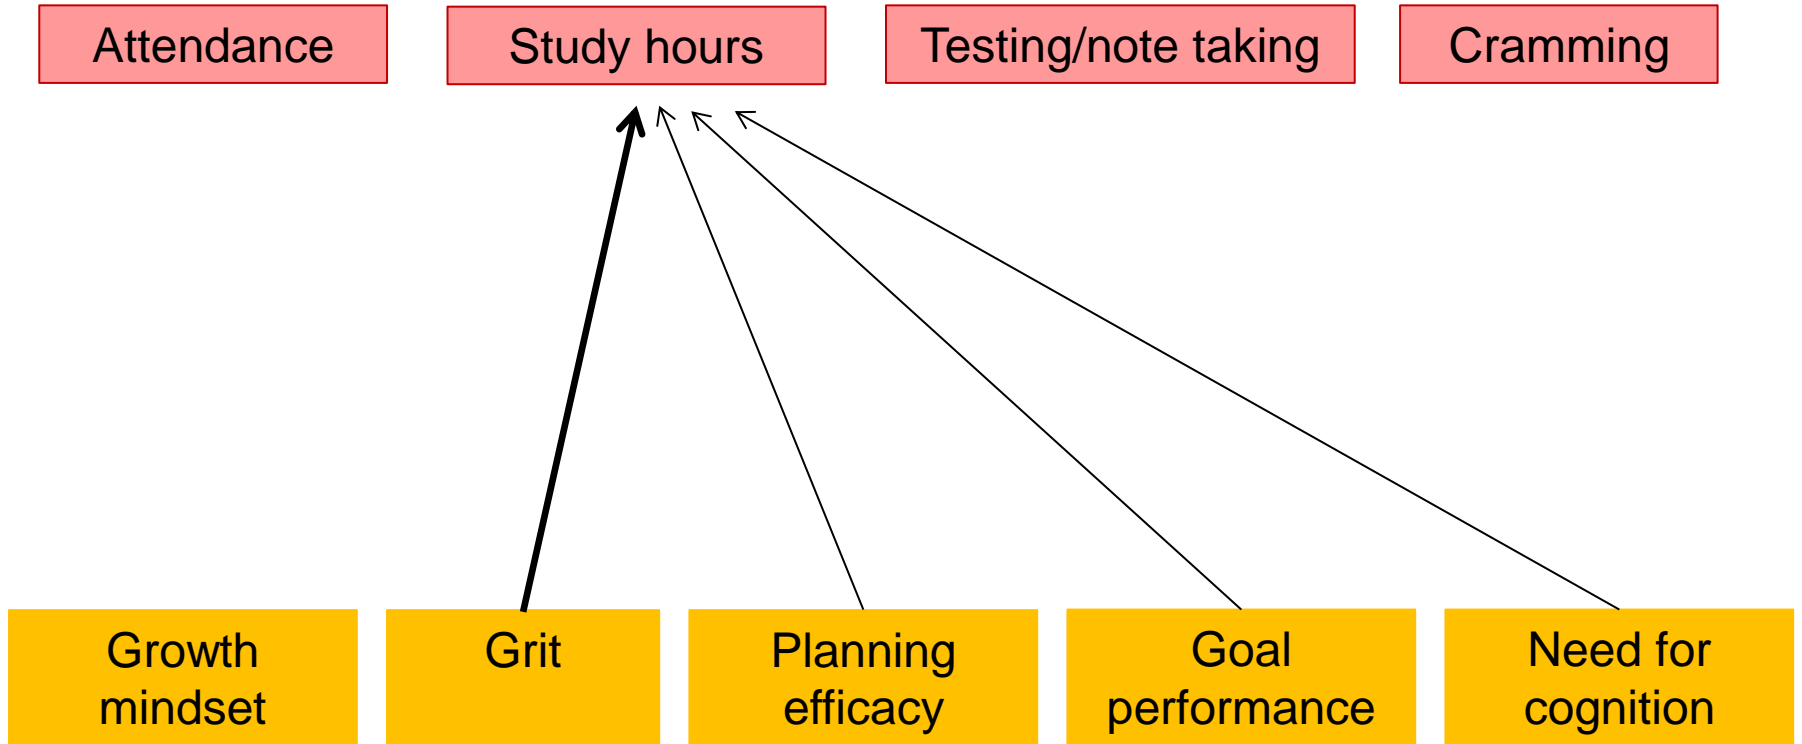 Attendance
Study hours
Testing/note taking
Cramming
Growth
mindset
Grit
Planning
efficacy
Goal
performance
Need for
cognition